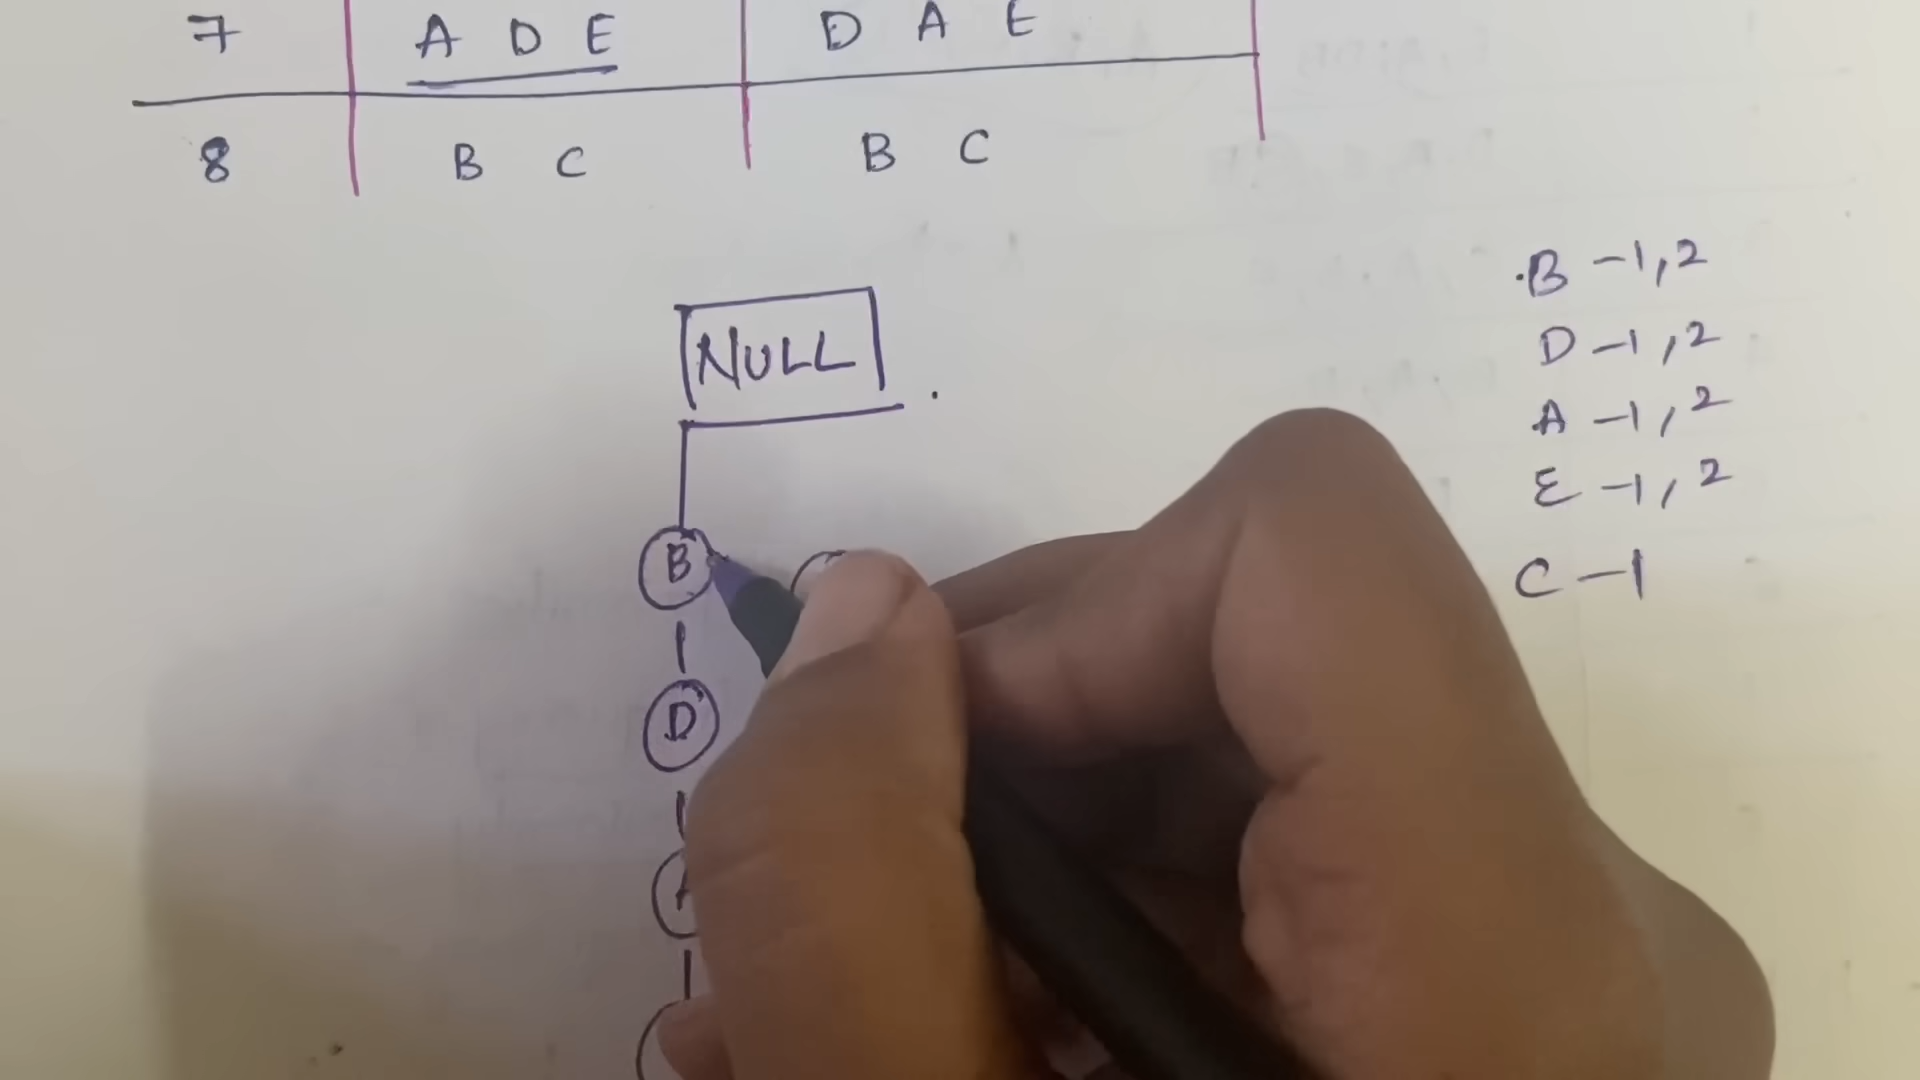 7 A D E D A E
8 B C B C
NULL
B
D
A
.B -1,2
D -1,2
A -1,2
E -1,2
C -1